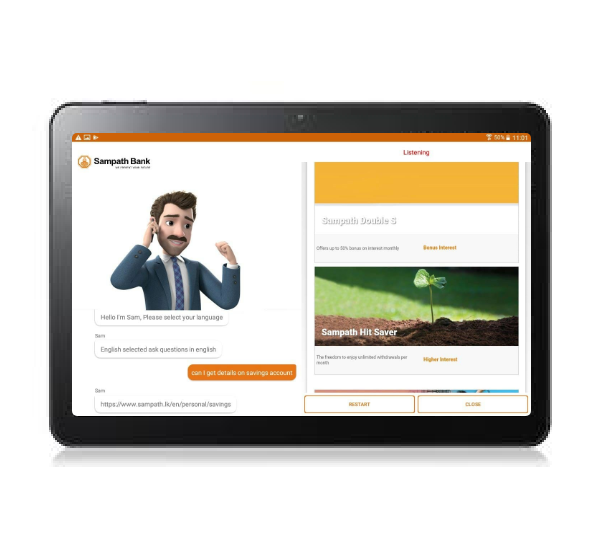 50% 11:01
Sampath Bank
Listening
Hello I'm Sam, Please select your language
Sam
English selected ask questions in english
can I get details on savings account
Sam
https://www.sampath.lk/en/personal/savings
Sampath Double S
Offers up to 50% bonus on interest monthly
Bonus Interest
Sampath Hit Saver
The freedom to enjoy unlimited withdrawals per
month
Higher Interest
RESTART
CLOSE